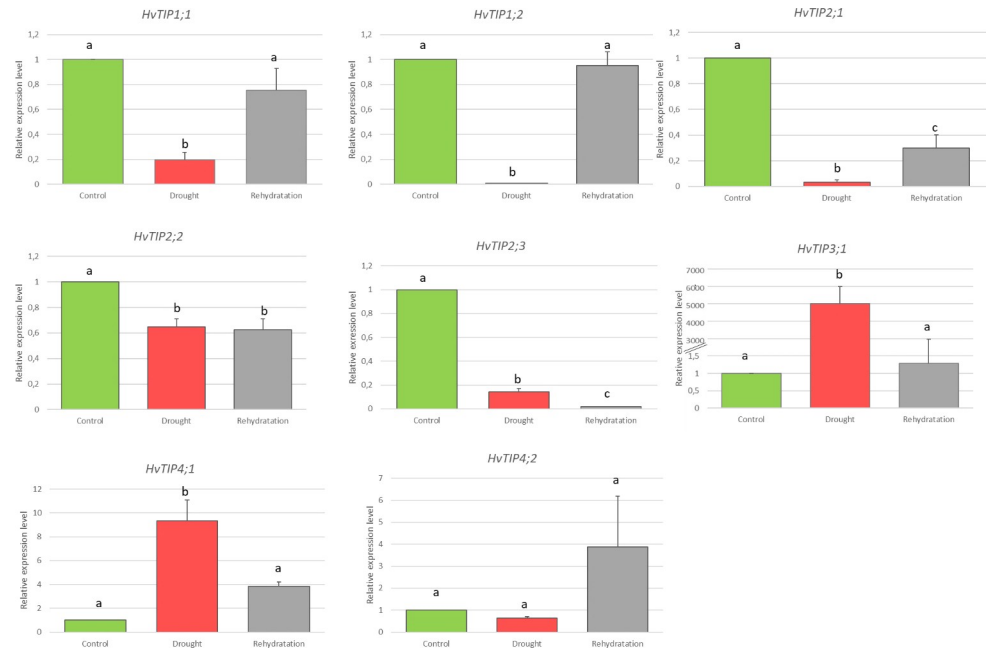 HvTIP1;1
Relative expression level
1,2
1
0,8
0,6
0,4
0,2
0
a
b
a
Control
Drought
Rehydratation
HvTIP1;2
Relative expression level
1,2
1
0,8
0,6
0,4
0,2
0
a
b
a
Control
Drought
Rehydratation
HvTIP2;1
Relative expression level
1,2
1
0,8
0,6
0,4
0,2
0
a
b
c
Control
Drought
Rehydratation
HvTIP2;2
Relative expression level
1,2
1
0,8
0,6
0,4
0,2
0
a
b
b
Control
Drought
Rehydratation
HvTIP2;3
Relative expression level
1,2
1
0,8
0,6
0,4
0,2
0
a
b
c
Control
Drought
Rehydratation
HvTIP3;1
Reative expression level
7000
6000
5000
4000
3000
1,5
1
0,5
0
a
b
a
Control
Drought
Rehydratation
HvTIP4;1
Relative expression level
12
10
8
6
4
2
0
a
b
a
Control
Drought
Rehydratation
HvTIP4;2
Relative expression level
7
6
5
4
3
2
1
0
a
a
a
Control
Drought
Rehydratation